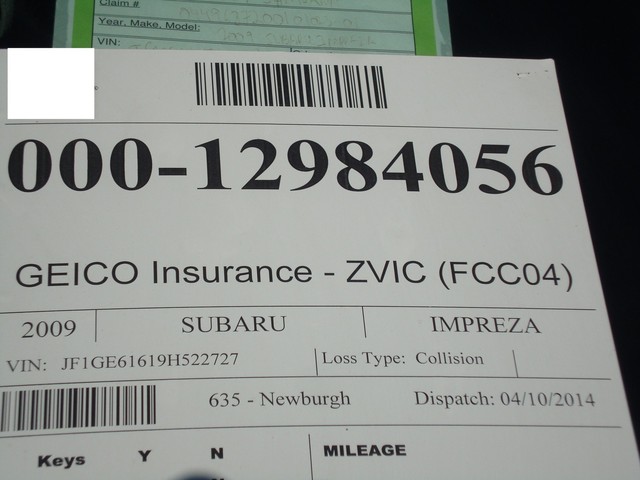 Claim #
Year, Make, Model:
VIN:
000-12984056
GEICO Insurance - ZVIC (FCC04)
2009 SUBARU IMPREZA
VIN: JF1GE61619H522727 Loss Type: Collision
635 - Newburgh Dispatch: 04/10/2014
Keys Y N MILEAGE